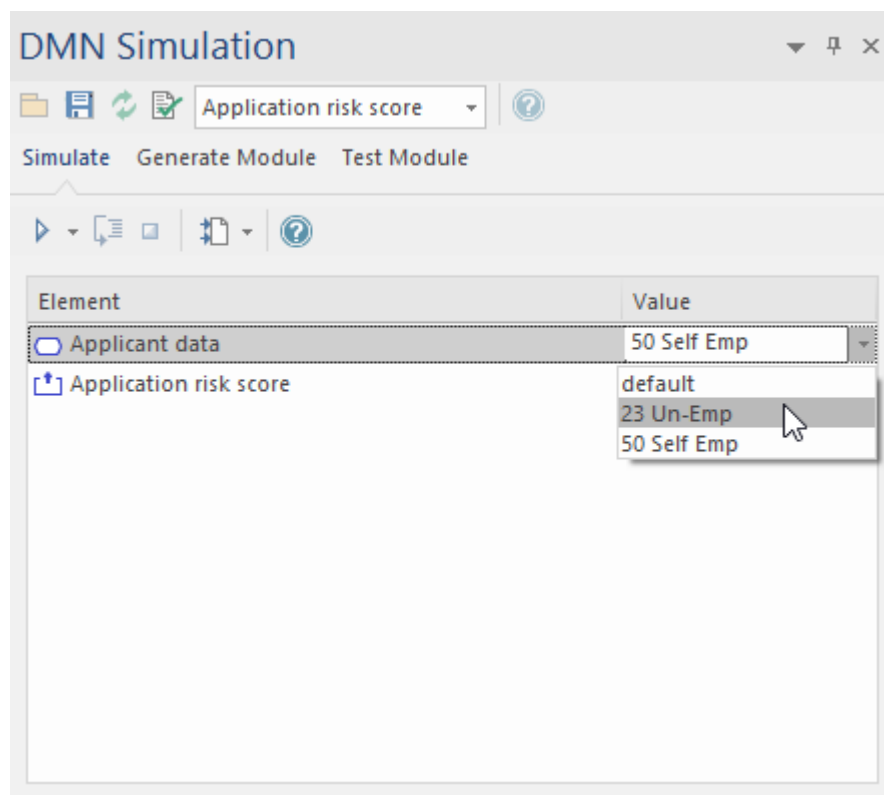 DMN Simulation
Application risk score
Simulate Generate Module Test Module
Element Value
Applicant data 50 Self Emp
Application risk score default
23 Un-Emp
50 Self Emp